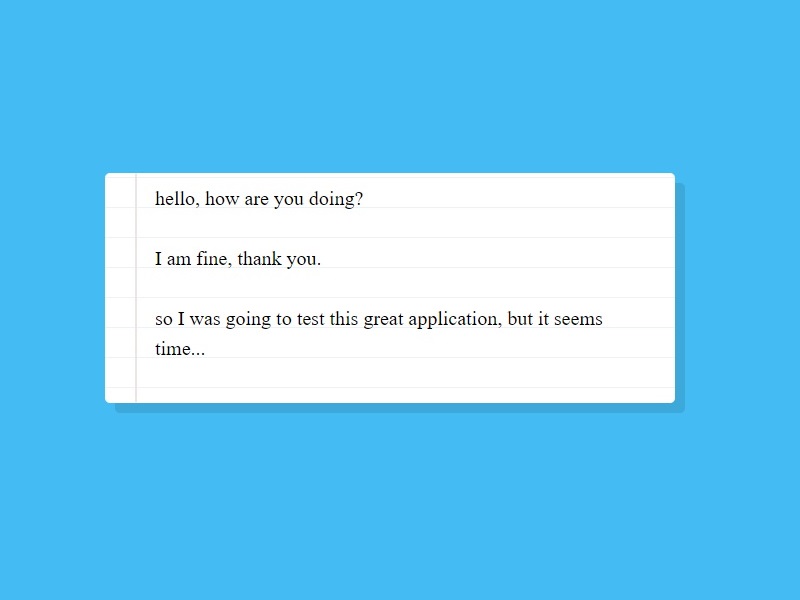 hello, how are you doing?
I am fine, thank you.
so I was going to test this great application, but it seems
time...